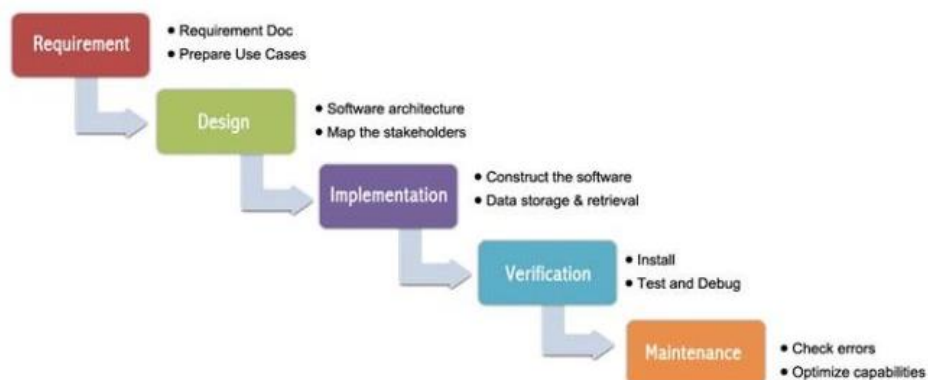 Requirement
• Requirement Doc
• Prepare Use Cases
Design
• Software architecture
• Map the stakeholders
Implementation
• Construct the software
• Data storage & retrieval
Verification
• Install
• Test and Debug
Maintenance
• Check errors
• Optimize capabilities